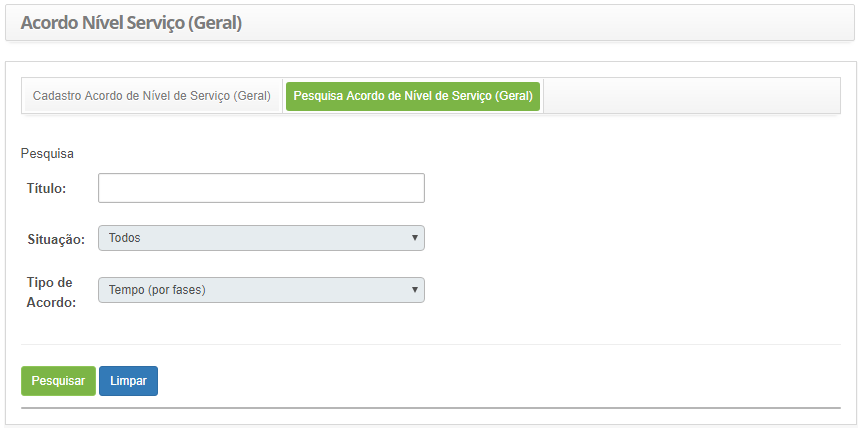 Acordo Nível Serviço (Geral)
Cadastro Acordo de Nível de Serviço (Geral) Pesquisa Acordo de Nível de Serviço (Geral)
Pesquisa
Título:
Situação: Todos
Tipo de
Acordo: Tempo (por fases)
Pesquisar Limpar